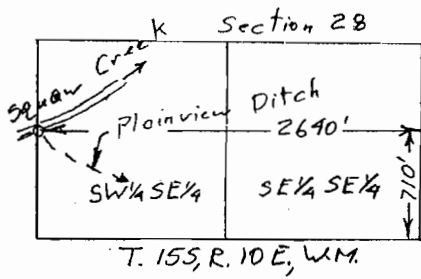 Section 28
Squaw Creek
Plainview Ditch
2640'
710'
SW¼ SE¼
SE¼ SE¼
T. 15S, R. 10 E, W.M.